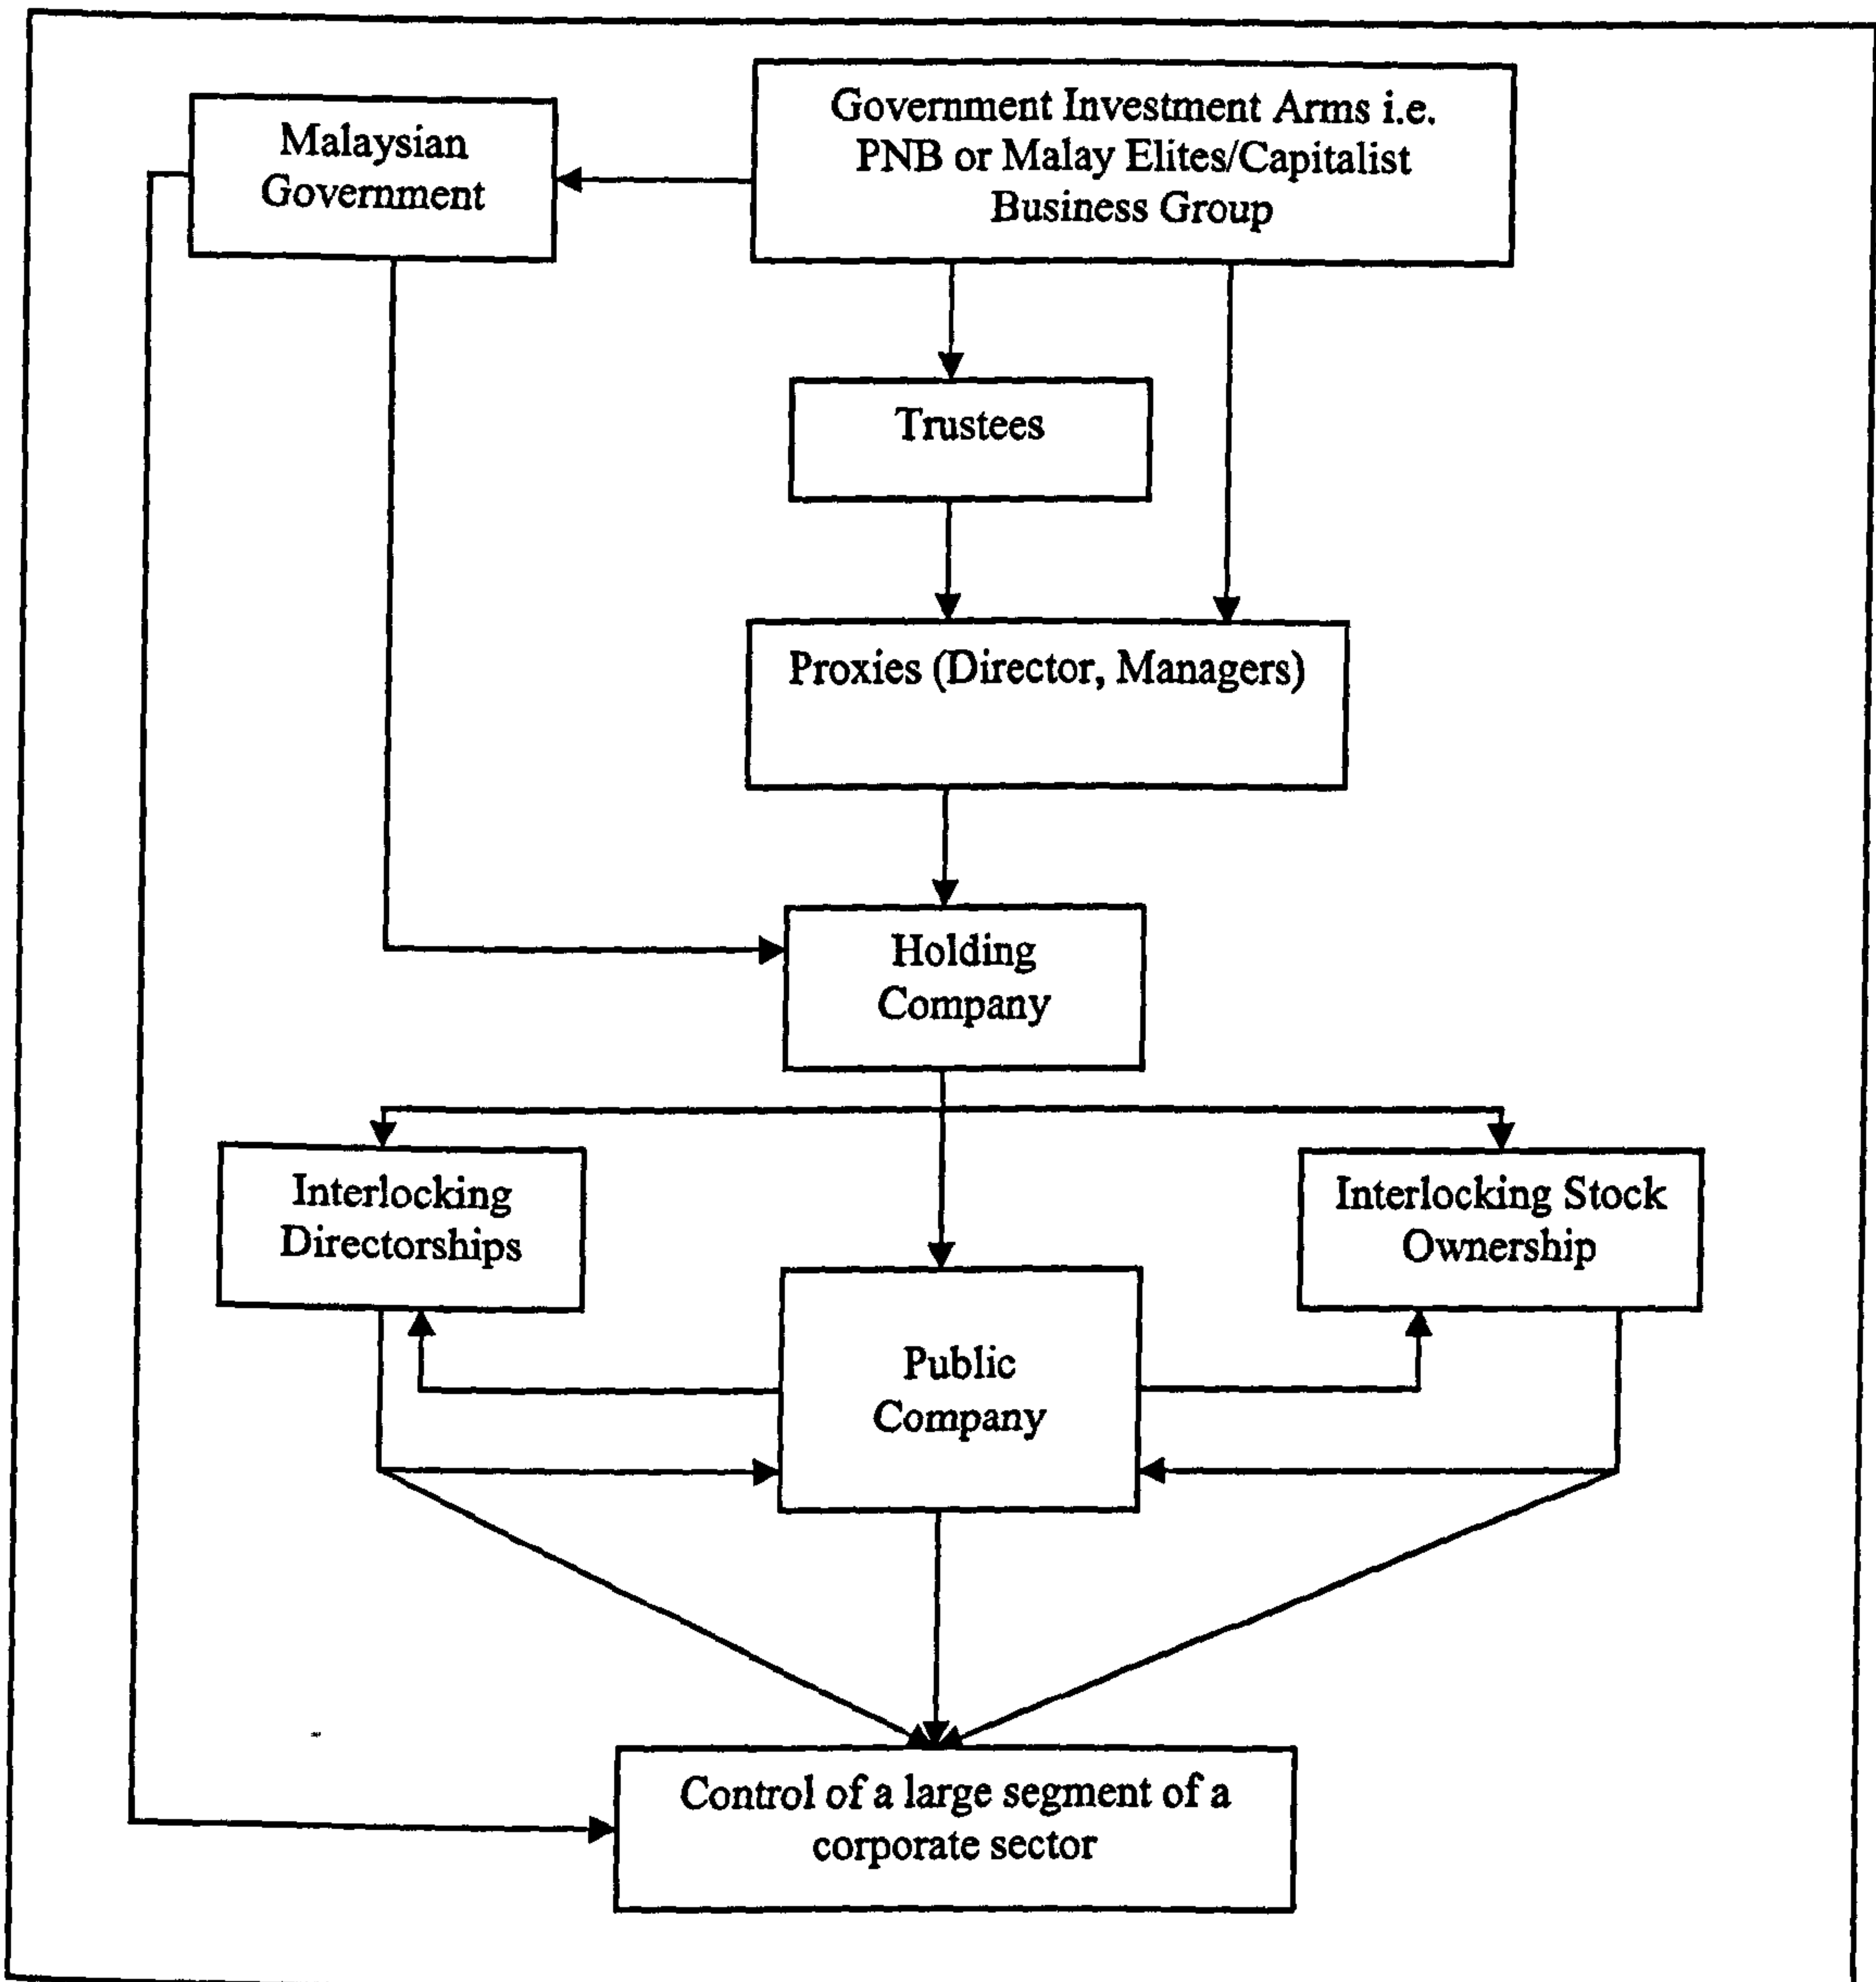 Malaysian
Government
Government Investment Arms i.e.
PNB or Malay Elites/Capitalist
Business Group
Trustees
Proxies (Director, Managers)
Holding
Company
Interlocking
Directorships
Interlocking Stock
Ownership
Public
Company
Control of a large segment of a
corporate sector